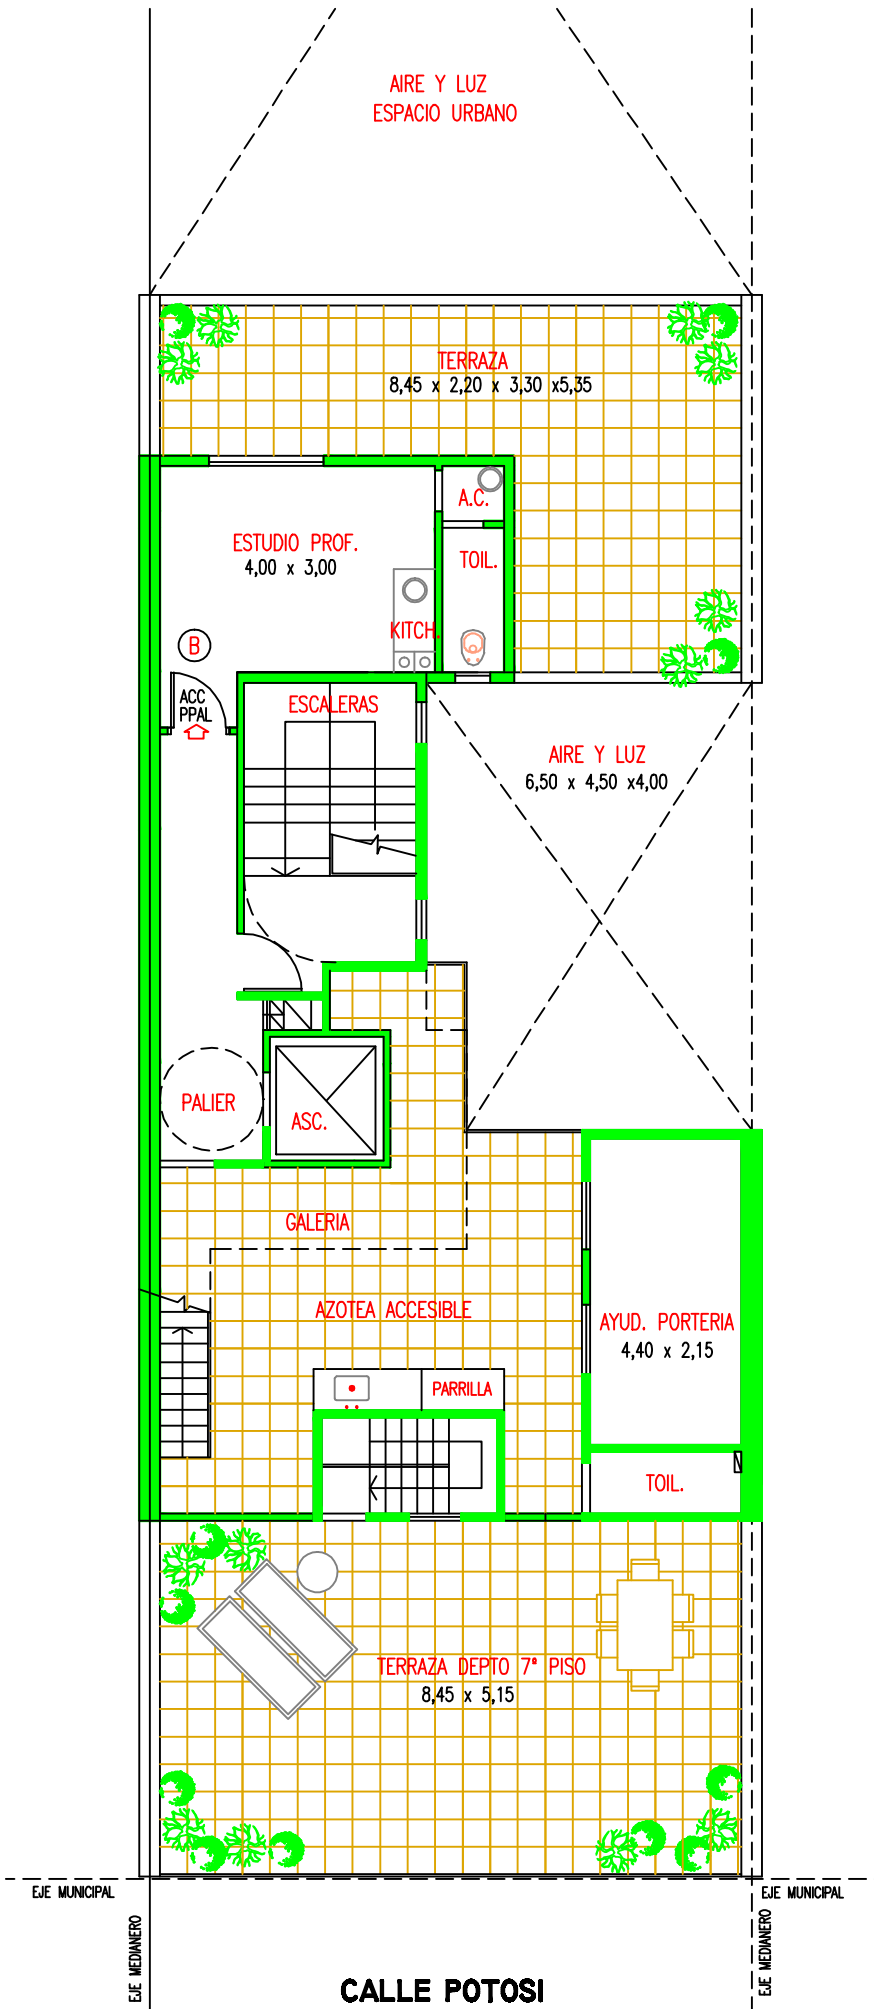 AIRE Y LUZ
ESPACIO URBANO
TERRAZA
8,45 x 2,20 x 3,30 x5,35
A.C.
ESTUDIO PROF.
4,00 x 3,00
TOIL.
KITCH.
B
ACC
PPAL
ESCALERAS
AIRE Y LUZ
6,50 x 4,50 x4,00
PALIER
ASC.
GALERIA
AZOTEA ACCESIBLE
AYUD. PORTERIA
4,40 x 2,15
PARRILLA
TOIL.
TERRAZA DEPTO 7º PISO
8,45 x 5,15
EJE MUNICIPAL
EJE MUNICIPAL
EJE MEDIANERO
EJE MEDIANERO
CALLE POTOSI